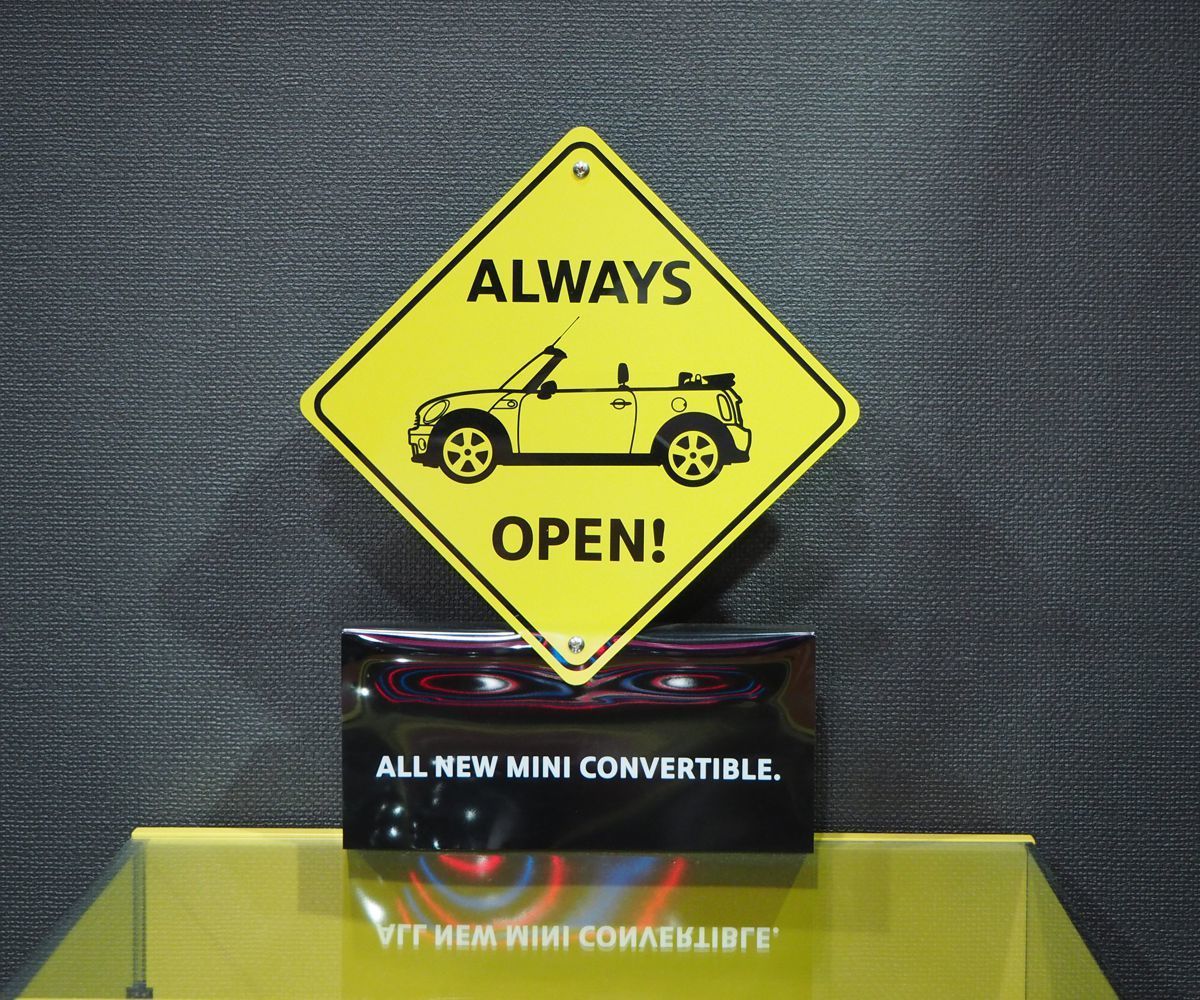 ALWAYS
OPEN!
ALL NEW MINI CONVERTIBLE.
ALL NEW MINI CONVERTIBLE.